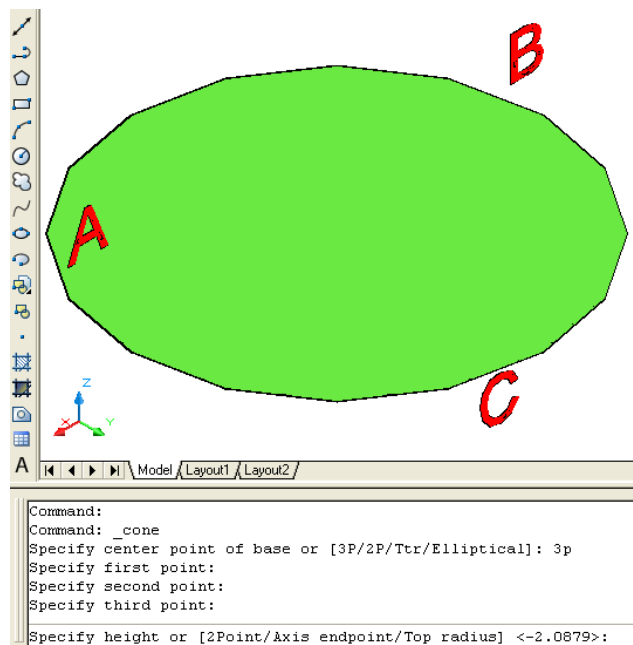 B
A
Z
X
Y
C
A
Model Layout1 Layout2
Command:
Command: _cone
Specify center point of base or [3P/2P/Ttr/Elliptical]: 3p
Specify first point:
Specify second point:
Specify third point:
Specify height or [2Point/Axis endpoint/Top radius] <-2.0879>: